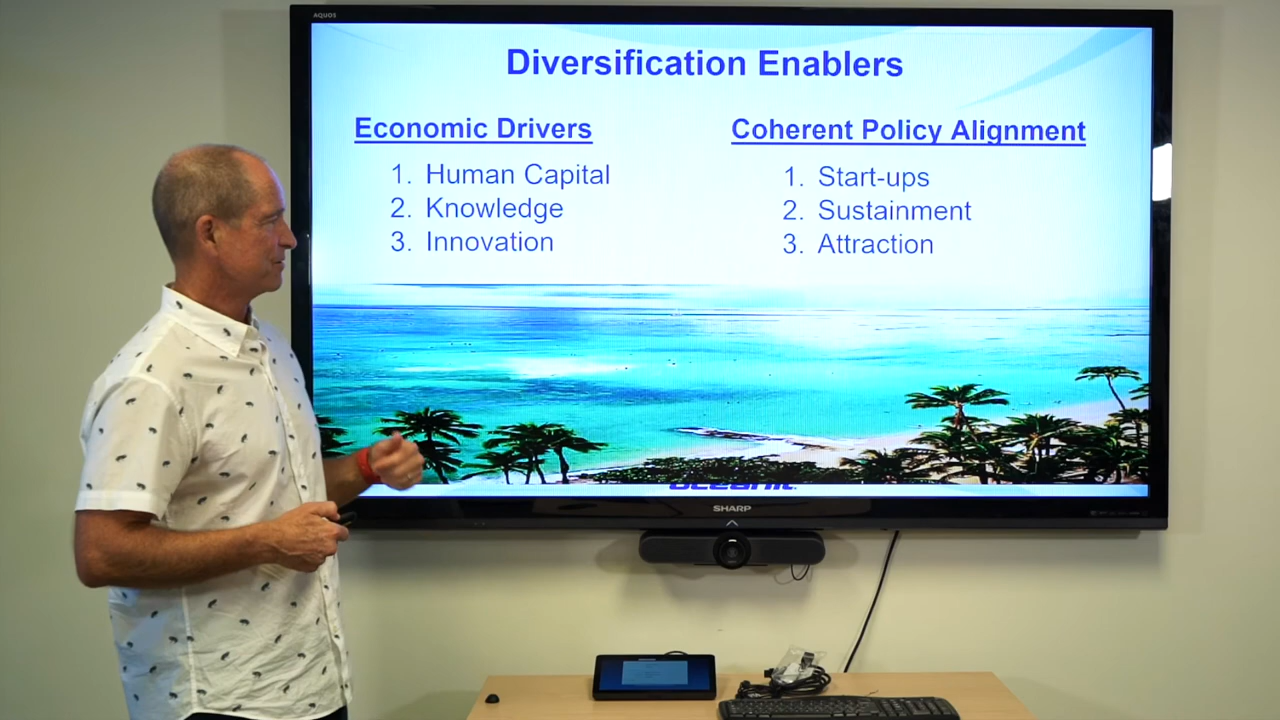 AQUOS
Diversification Enablers
Economic Drivers
1. Human Capital
2. Knowledge
3. Innovation
Coherent Policy Alignment
1. Start-ups
2. Sustainment
3. Attraction
Oceanit.
SHARP